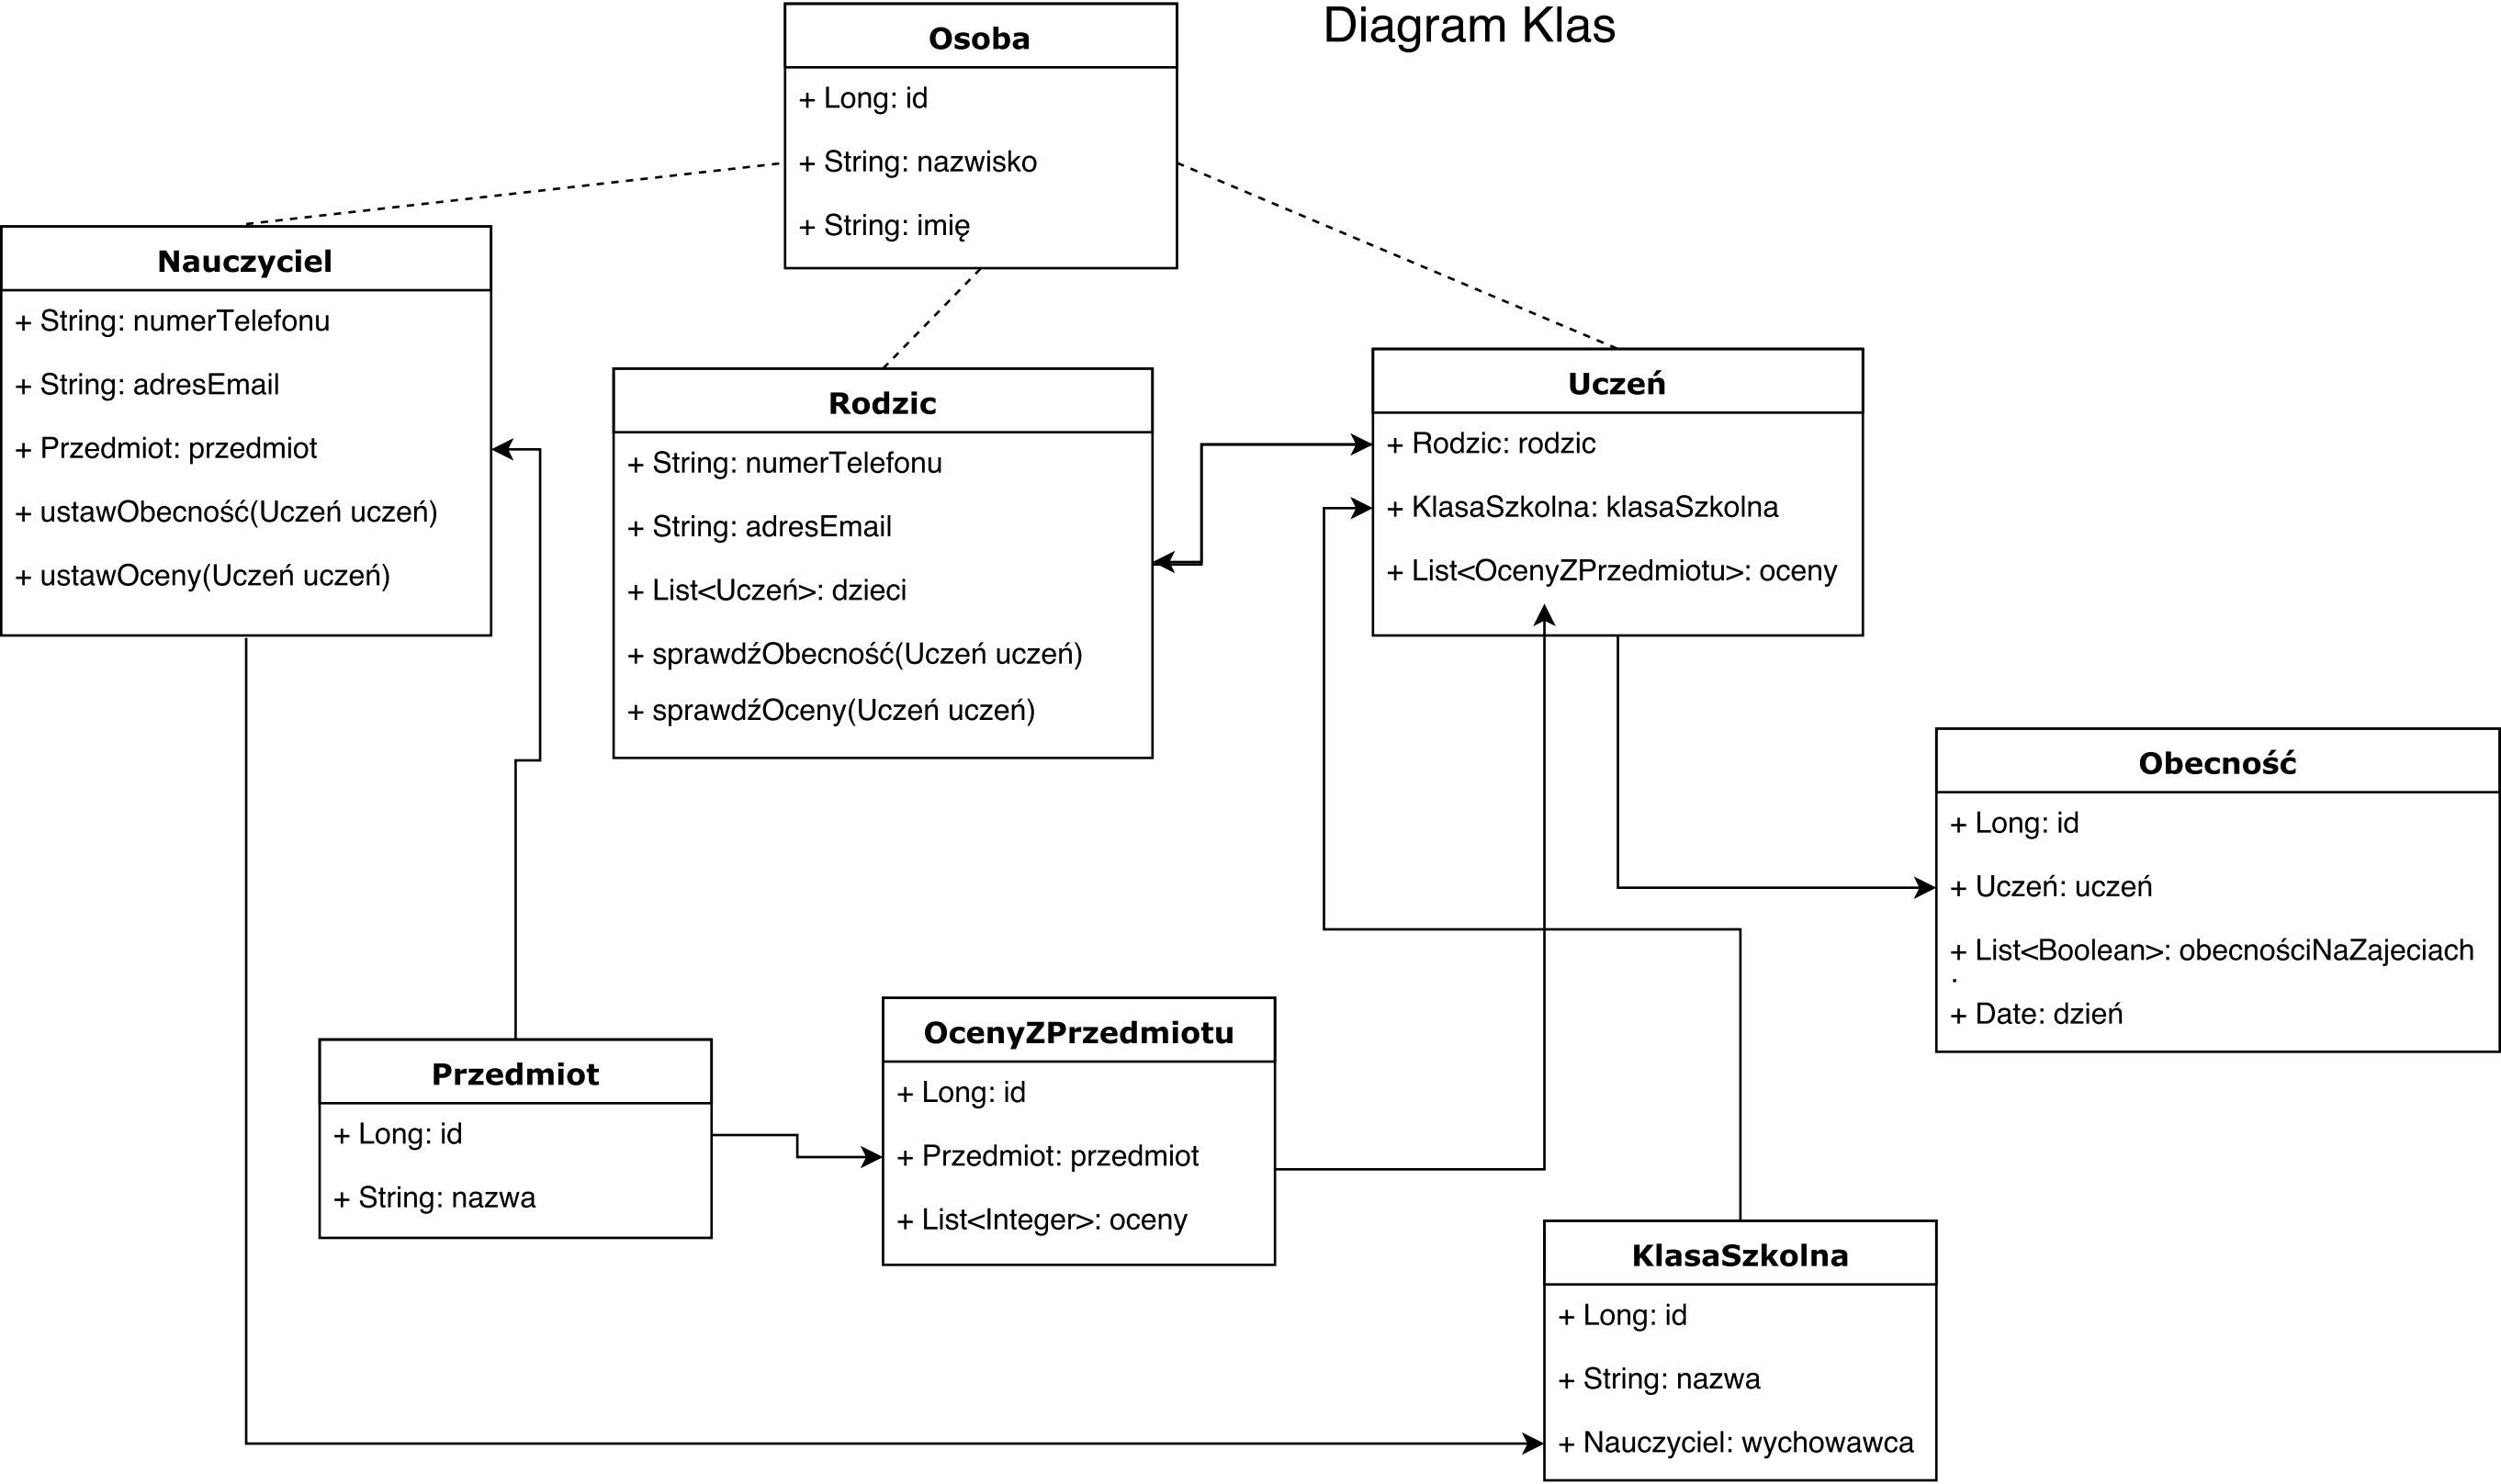 Diagram Klas
Osoba
+ Long: id
+ String: nazwisko
+ String: imię
Nauczyciel
+ String: numerTelefonu
+ String: adresEmail
+ Przedmiot: przedmiot
+ ustawObecność(Uczeń uczeń)
+ ustawOceny(Uczeń uczeń)
Rodzic
+ String: numerTelefonu
+ String: adresEmail
+ List<Uczeń>: dzieci
+ sprawdźObecność(Uczeń uczeń)
+ sprawdźOceny(Uczeń uczeń)
Uczeń
+ Rodzic: rodzic
+ KlasaSzkolna: klasaSzkolna
+ List<OcenyZPrzedmiotu>: oceny
Obecność
+ Long: id
+ Uczeń: uczeń
+ List<Boolean>: obecnościNaZajeciach
.
+ Date: dzień
Przedmiot
+ Long: id
+ String: nazwa
OcenyZPrzedmiotu
+ Long: id
+ Przedmiot: przedmiot
+ List<Integer>: oceny
KlasaSzkolna
+ Long: id
+ String: nazwa
+ Nauczyciel: wychowawca